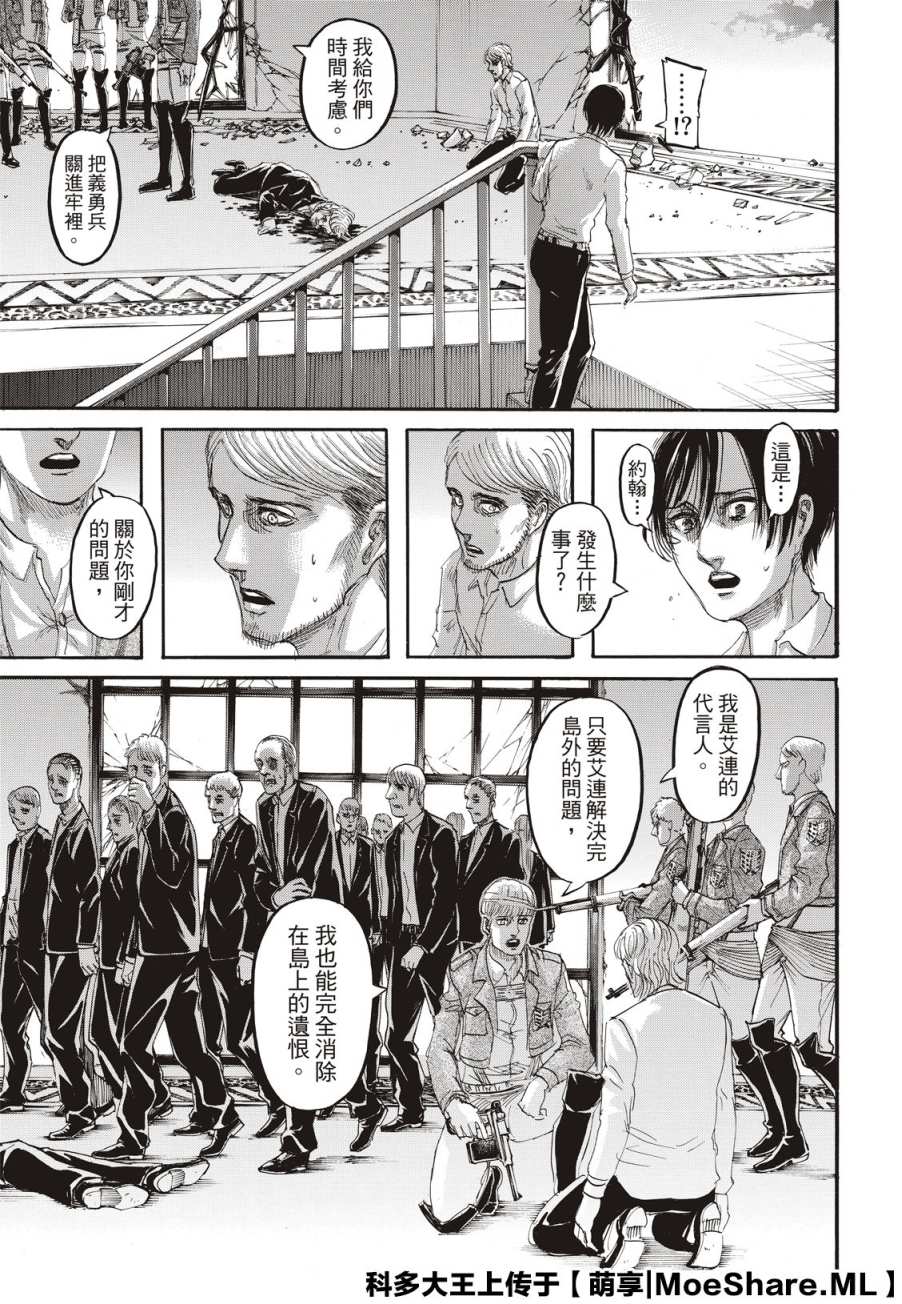 ……
!?
我給你們
時間考慮。
把義勇兵
關進牢裡。
這是…
約翰…
發生什麼
事了?
關於你剛才
的問題，
我是艾連的
代言人。
只要艾連解決完
島外的問題，
我也能完全消除
在島上的遺恨。
科多大王上传于【 萌享|MoeShare.ML 】